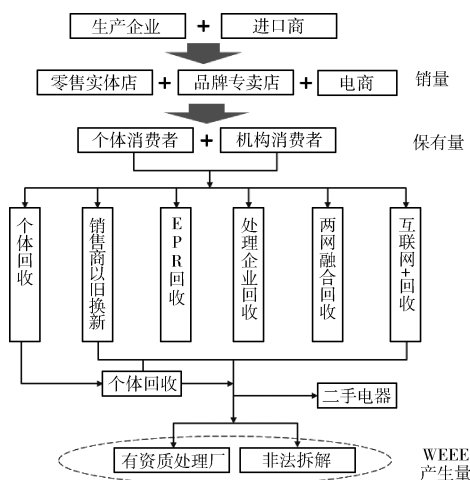 生产企业 + 进口商
零售实体店 + 品牌专卖店 + 电商 销量
个体消费者 + 机构消费者 保有量
个体回收
销售商以旧换新
EPR回收
处理企业回收
两网融合回收
互联网+回收
个体回收
二手电器
有资质处理厂 非法拆解
WEEE
产生量